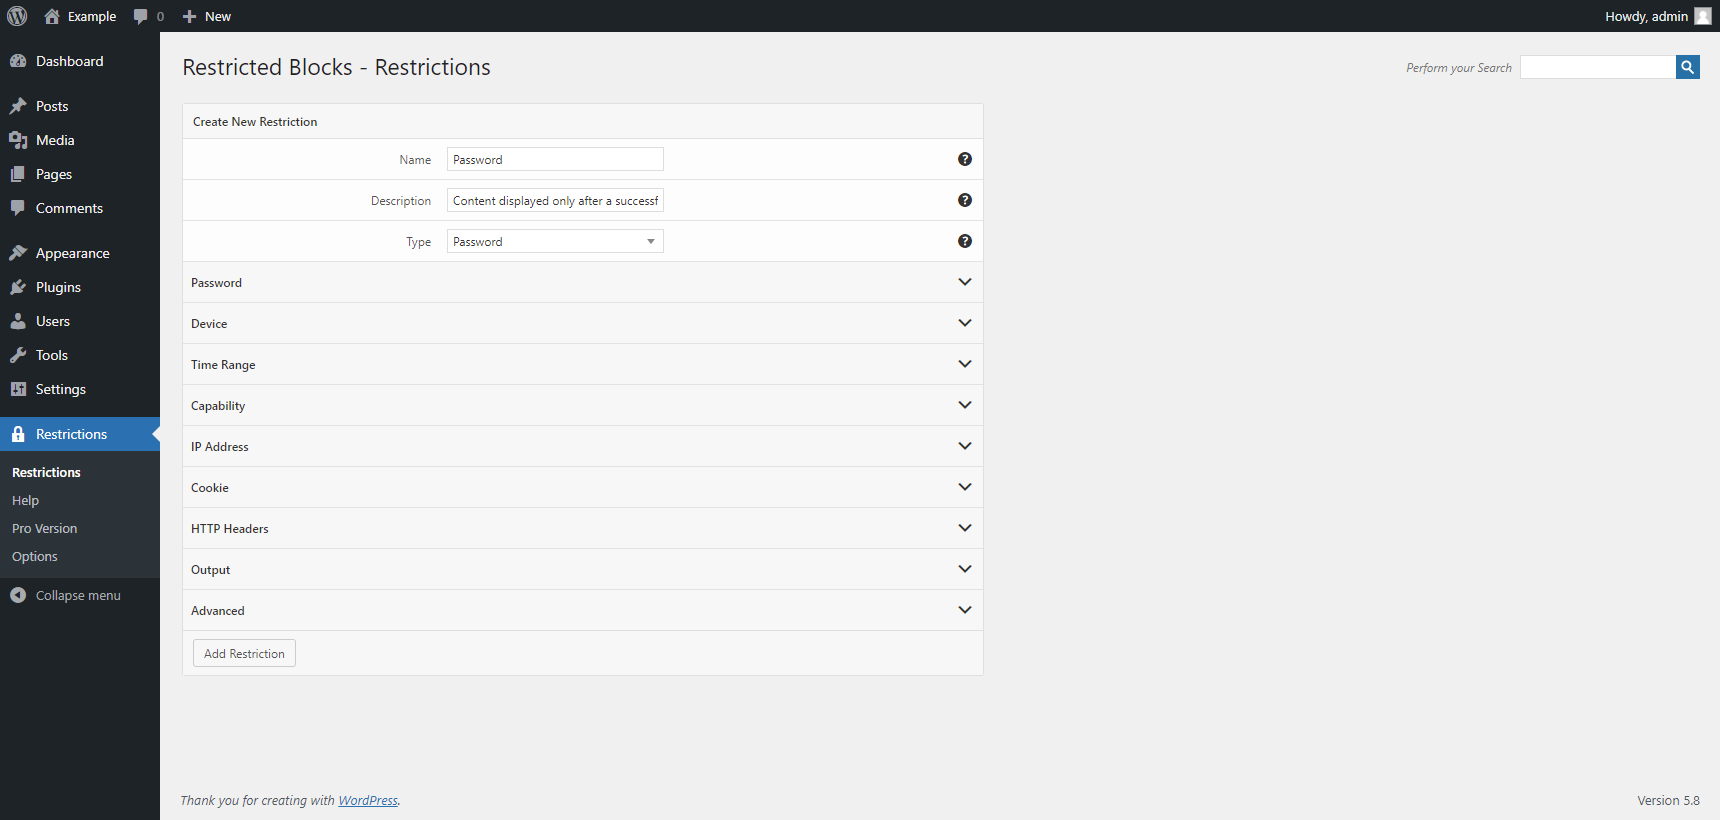 Example 0 New Howdy, admin
Dashboard
Posts
Media
Pages
Comments
Appearance
Plugins
Users
Tools
Settings
Restrictions
Restrictions
Help
Pro Version
Options
Collapse menu
Restricted Blocks - Restrictions
Perform your Search
Create New Restriction
Name Password
Description Content displayed only after a successf
Type Password
Password
Device
Time Range
Capability
IP Address
Cookie
HTTP Headers
Output
Advanced
Add Restriction
Thank you for creating with WordPress. Version 5.8